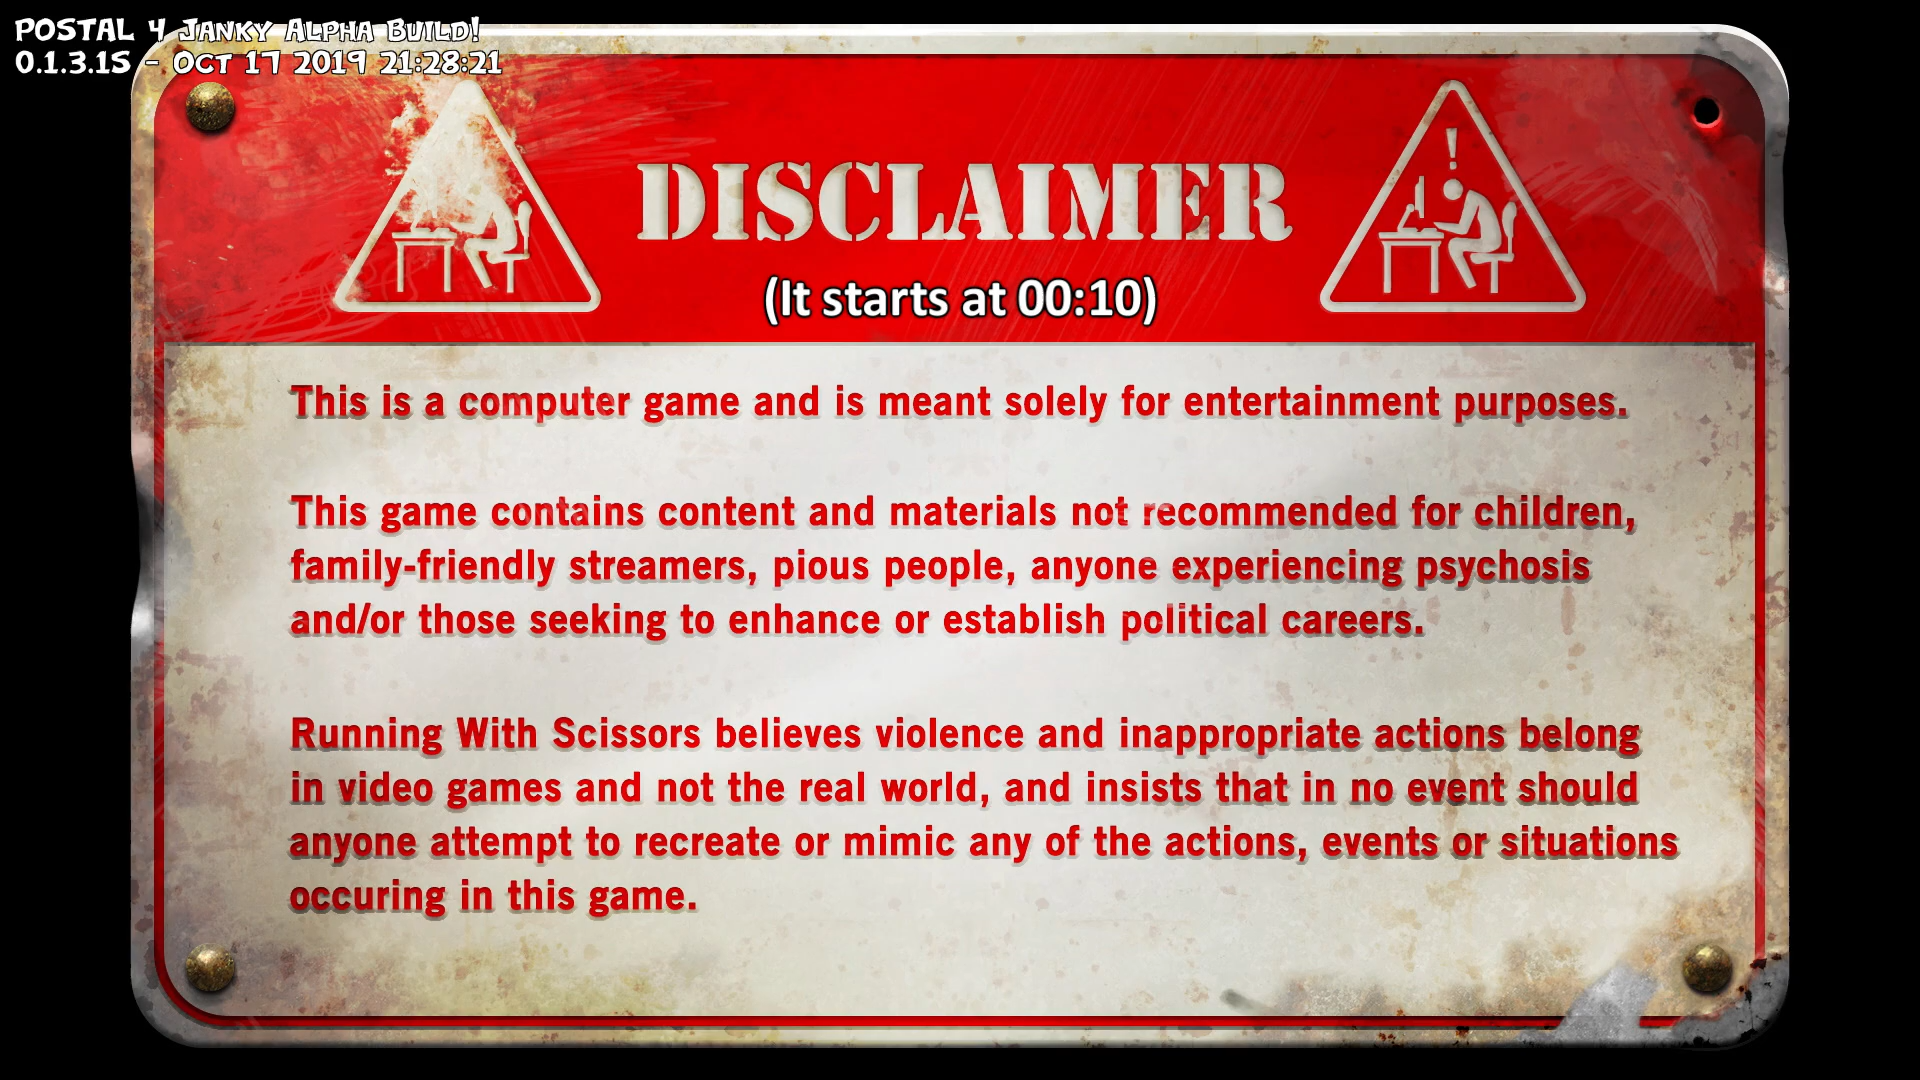 POSTAL 4 Janky Alpha Build!
0.1.3.1S - Oct 17 2019 21:28:21
DISCLAIMER
(It starts at 00:10)
This is a computer game and is meant solely for entertainment purposes.
This game contains content and materials not recommended for children,
family-friendly streamers, pious people, anyone experiencing psychosis
and/or those seeking to enhance or establish political careers.
Running With Scissors believes violence and inappropriate actions belong
in video games and not the real world, and insists that in no event should
anyone attempt to recreate or mimic any of the actions, events or situations
occuring in this game.